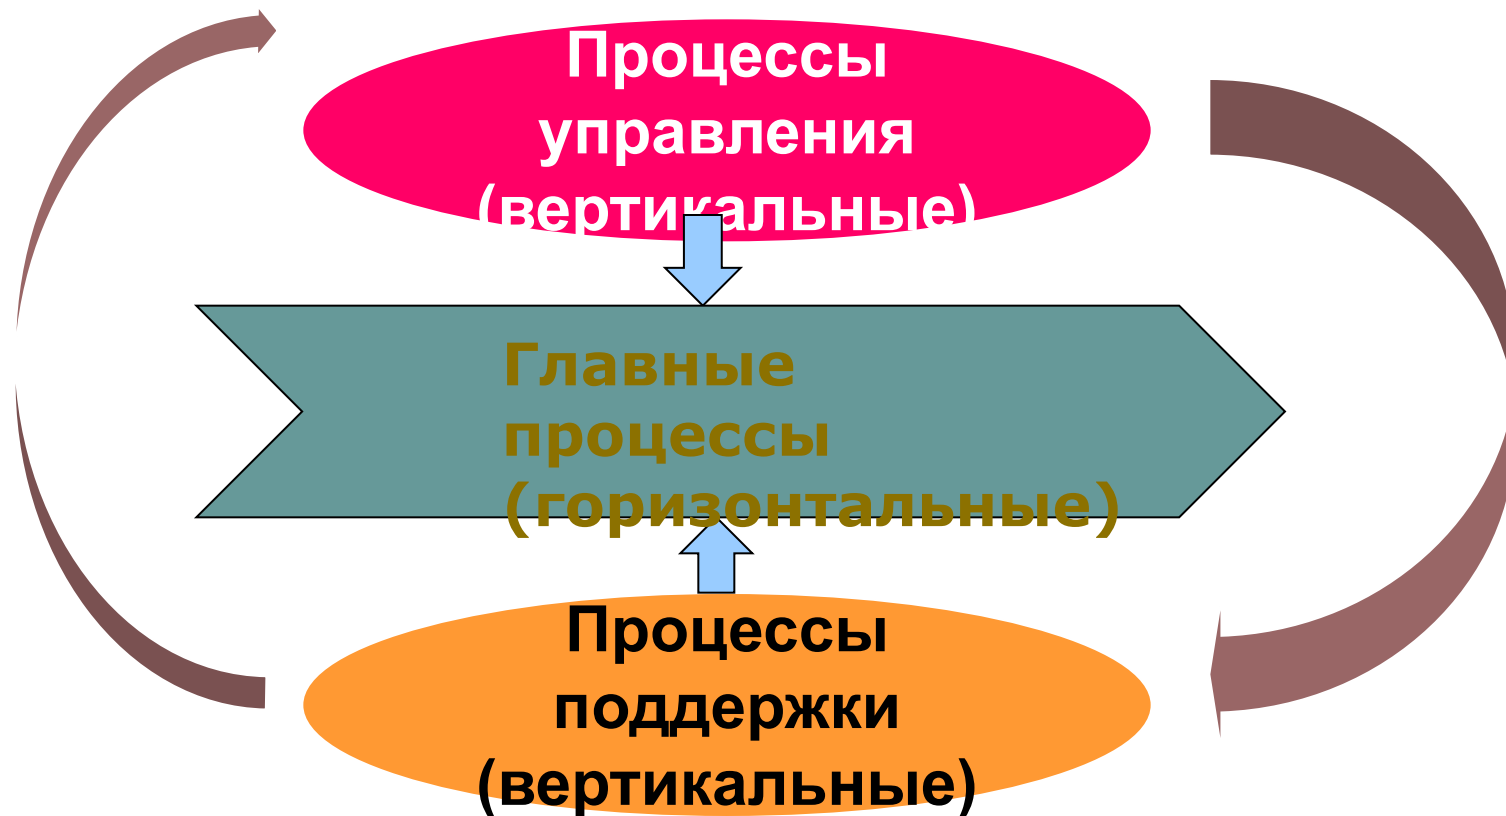 Процессы
управления
(вертикальные)
Главные
процессы
(горизонтальные)
Процессы
поддержки
(вертикальные)